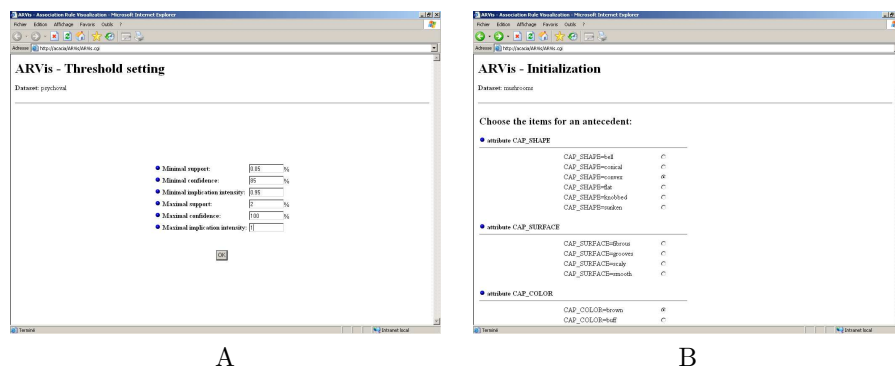 ARVis - Association Rule Visualization - Microsoft Internet Explorer
Fichier Edition Affichage Favoris Outils ?
Adresse http://acacia/ARVis/ARVis.cgi
ARVis - Threshold setting
Dataset: psychoval
Minimal support: 0.05 %
Minimal confidence: 85 %
Minimal implication intensity: 0.95
Maximal support: 2 %
Maximal confidence: 100 %
Maximal implication intensity: 1
OK
Terminé Intranet local
A
ARVis - Association Rule Visualization - Microsoft Internet Explorer
Fichier Edition Affichage Favoris Outils ?
Adresse http://acacia/ARVis/ARVis.cgi
ARVis - Initialization
Dataset: mushrooms
Choose the items for an antecedent:
attribute CAP_SHAPE
CAP_SHAPE=bell
CAP_SHAPE=conical
CAP_SHAPE=convex
CAP_SHAPE=flat
CAP_SHAPE=knobbed
CAP_SHAPE=sunken
attribute CAP_SURFACE
CAP_SURFACE=fibrous
CAP_SURFACE=grooves
CAP_SURFACE=scaly
CAP_SURFACE=smooth
attribute CAP_COLOR
CAP_COLOR=brown
CAP_COLOR=buff
Terminé Intranet local
B